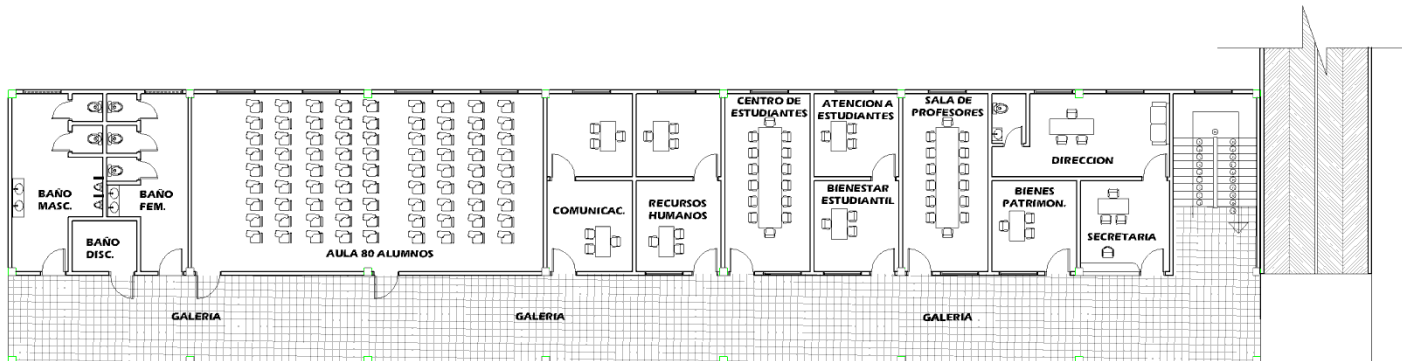 BAÑO
MASC.
BAÑO
FEM.
BAÑO
DISC.
AULA 80 ALUMNOS
COMUNICAC.
RECURSOS
HUMANOS
CENTRO DE
ESTUDIANTES
ATENCION A
ESTUDIANTES
BIENESTAR
ESTUDIANTIL
SALA DE
PROFESORES
DIRECCION
BIENES
PATRIMON.
SECRETARIA
GALERIA
GALERIA
GALERIA